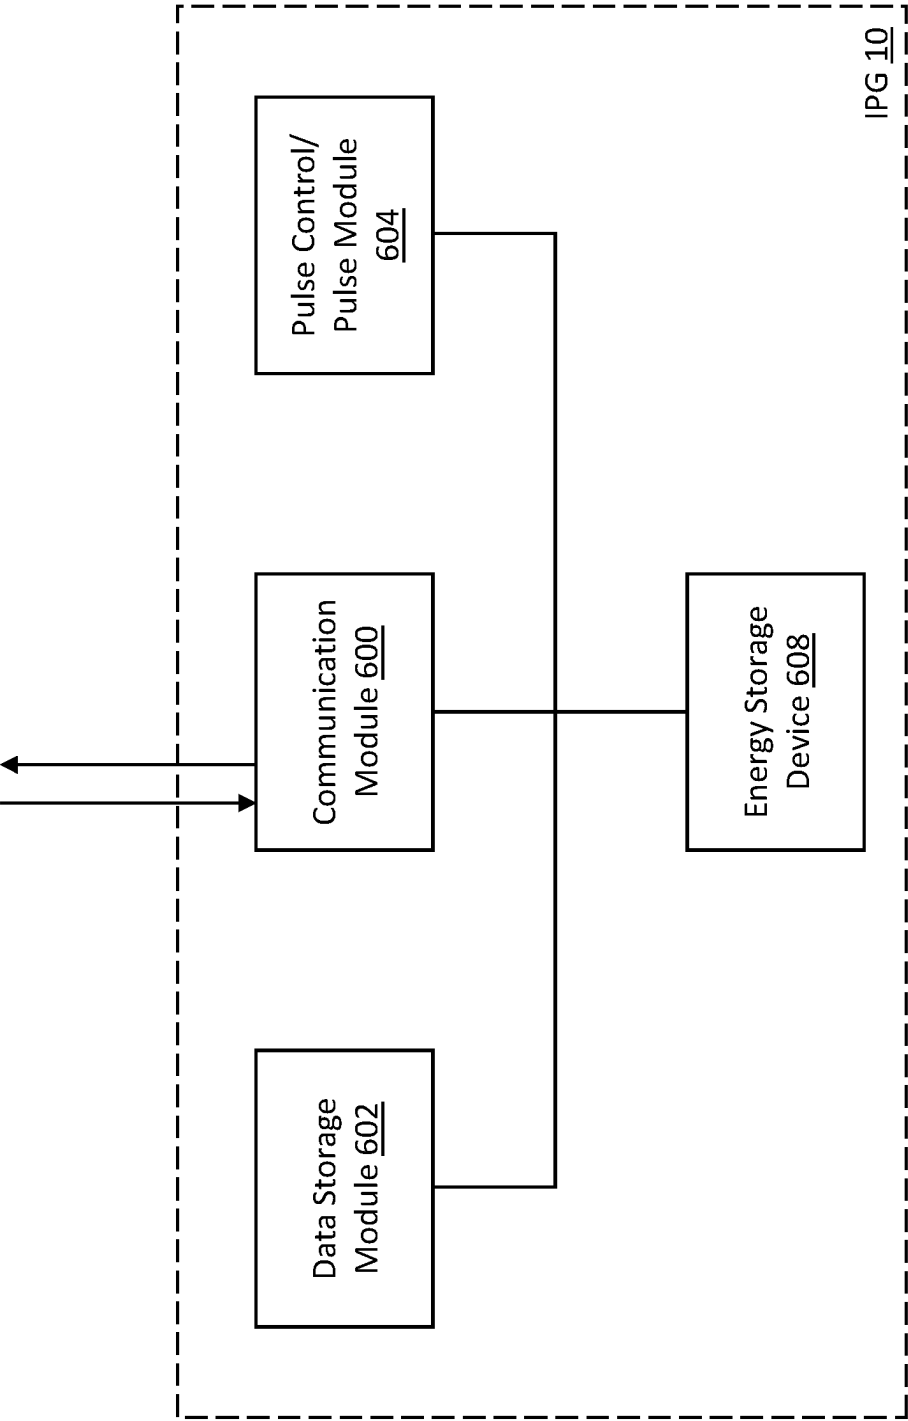 Data Storage
Module 602
Communication
Module 600
Pulse Control/
Pulse Module
604
Energy Storage
Device 608
IPG 10